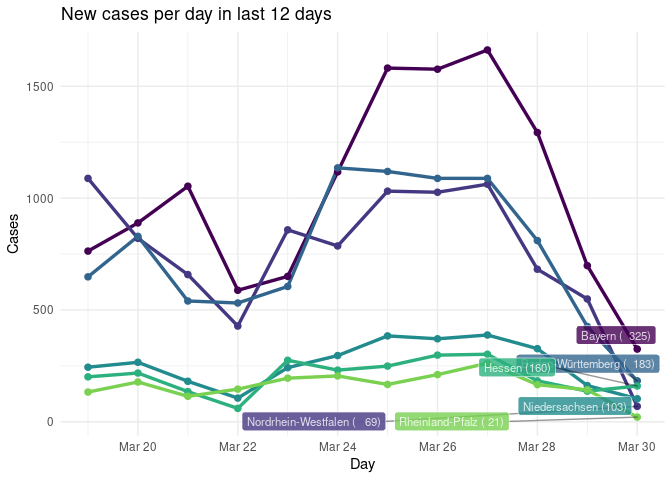 New cases per day in last 12 days
Cases
1500
1000
500
0
Bayern ( 325)
Württemberg ( 183)
Hessen (160)
Niedersachsen (103)
Nordrhein-Westfalen ( 69)
Rheinland-Pfalz ( 21)
Mar 20
Mar 22
Mar 24
Mar 26
Mar 28
Mar 30
Day